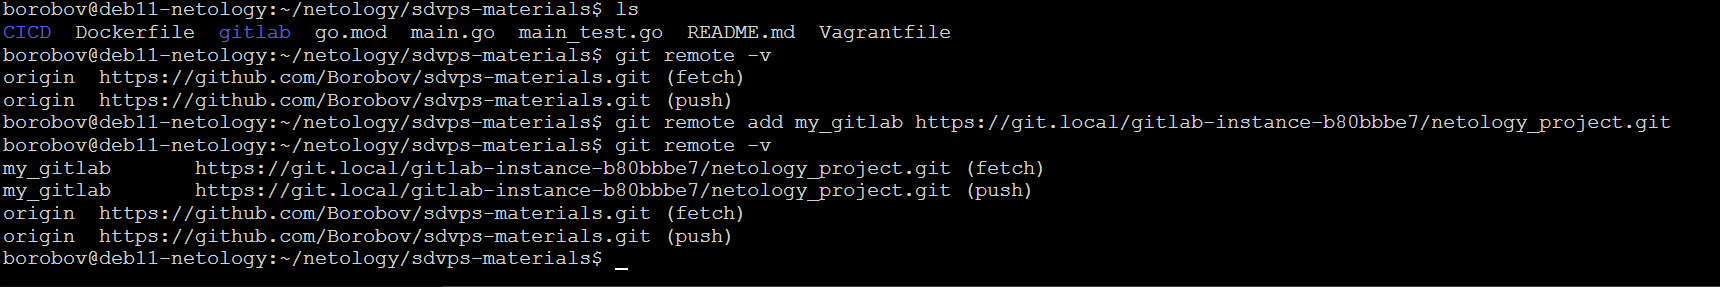 borobov@deb11-netology:~/netology/sdvps-materials$ ls
CICD  Dockerfile  gitlab  go.mod  main.go  main_test.go  README.md  Vagrantfile
borobov@deb11-netology:~/netology/sdvps-materials$ git remote -v
origin  https://github.com/Borobov/sdvps-materials.git (fetch)
origin  https://github.com/Borobov/sdvps-materials.git (push)
borobov@deb11-netology:~/netology/sdvps-materials$ git remote add my_gitlab https://git.local/gitlab-instance-b80bbbe7/netology_project.git
borobov@deb11-netology:~/netology/sdvps-materials$ git remote -v
my_gitlab       https://git.local/gitlab-instance-b80bbbe7/netology_project.git (fetch)
my_gitlab       https://git.local/gitlab-instance-b80bbbe7/netology_project.git (push)
origin  https://github.com/Borobov/sdvps-materials.git (fetch)
origin  https://github.com/Borobov/sdvps-materials.git (push)
borobov@deb11-netology:~/netology/sdvps-materials$